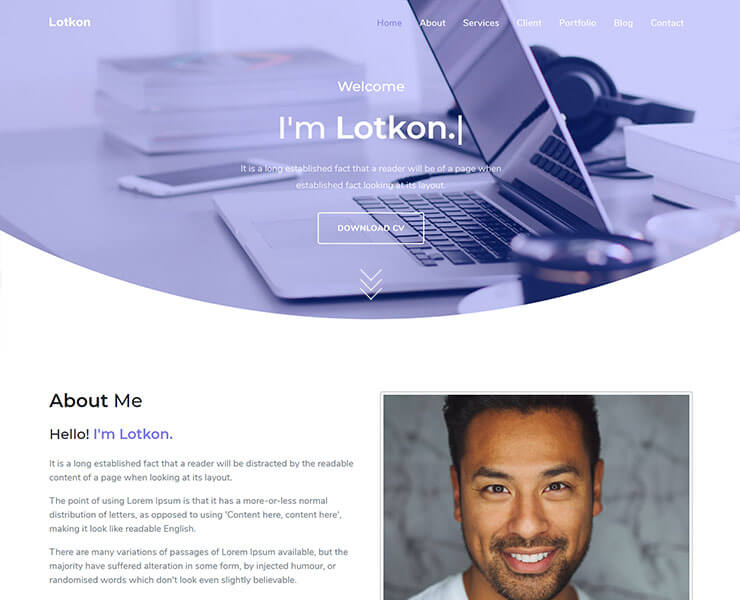 Lotkon
Home About Services Client Portfolio Blog Contact
Welcome
I'm Lotkon.|
It is a long established fact that a reader will be of a page when
established fact looking at its layout.
DOWNLOAD CV
About Me
Hello! I'm Lotkon.
It is a long established fact that a reader will be distracted by the readable
content of a page when looking at its layout.
The point of using Lorem Ipsum is that it has a more-or-less normal
distribution of letters, as opposed to using 'Content here, content here',
making it look like readable English.
There are many variations of passages of Lorem Ipsum available, but the
majority have suffered alteration in some form, by injected humour, or
randomised words which don't look even slightly believable.